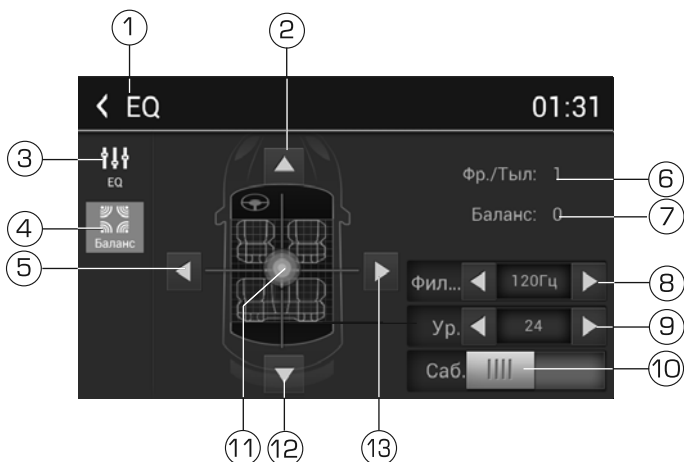 1 2
EQ 01:31
3 EQ
Фр./Тыл: 1 6
4 Баланс
Баланс: 0 7
5
Фил... 120Гц 8
Ур. 24 9
Саб. 10
11 12 13